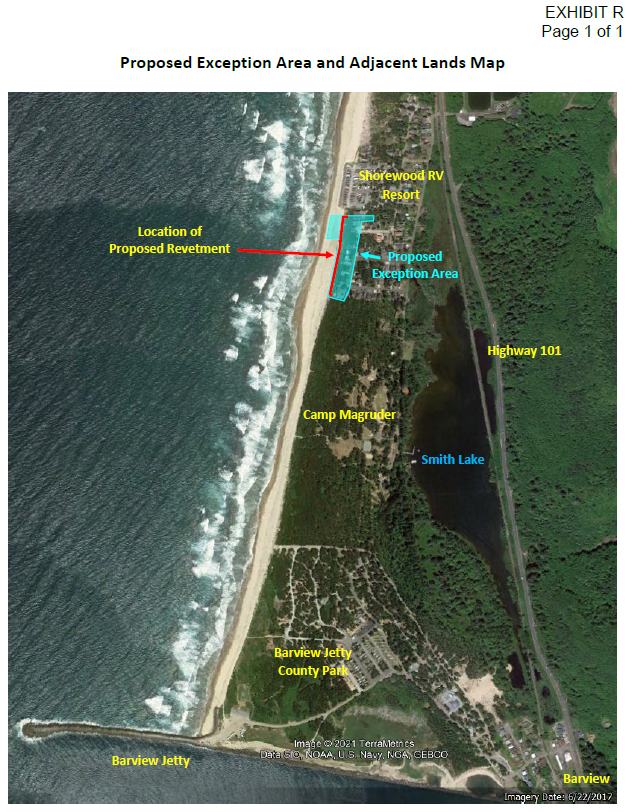 EXHIBIT R
Page 1 of 1
Proposed Exception Area and Adjacent Lands Map
Shorewood RV
Resort
Location of
Proposed Revetment
Proposed
Exception Area
Highway 101
Camp Magruder
Smith Lake
Barview Jetty
County Park
Image © 2021 TerraMetrics
Data SIO, NOAA, U.S. Navy, NGA, GEBCO
Barview Jetty
Barview
Imagery Date: 6/22/2017